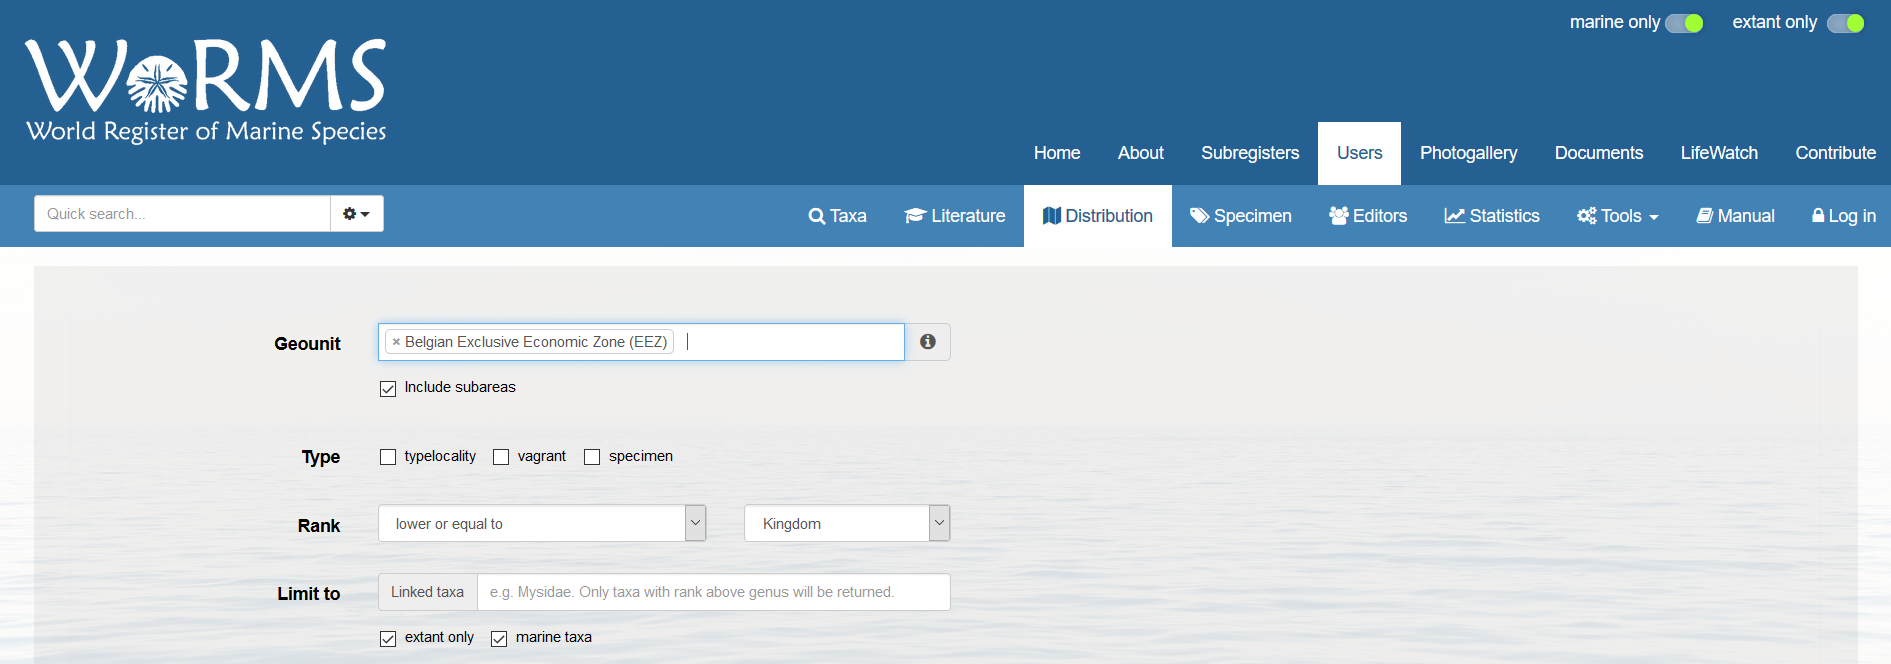 marine only extant only
WoRMS
World Register of Marine Species
Home About Subregisters Users Photogallery Documents LifeWatch Contribute
Quick search... Taxa Literature Distribution Specimen Editors Statistics Tools Manual Log in
Geounit × Belgian Exclusive Economic Zone (EEZ)
Include subareas
Type typelocality vagrant specimen
Rank lower or equal to Kingdom
Limit to Linked taxa e.g. Mysidae. Only taxa with rank above genus will be returned.
extant only marine taxa